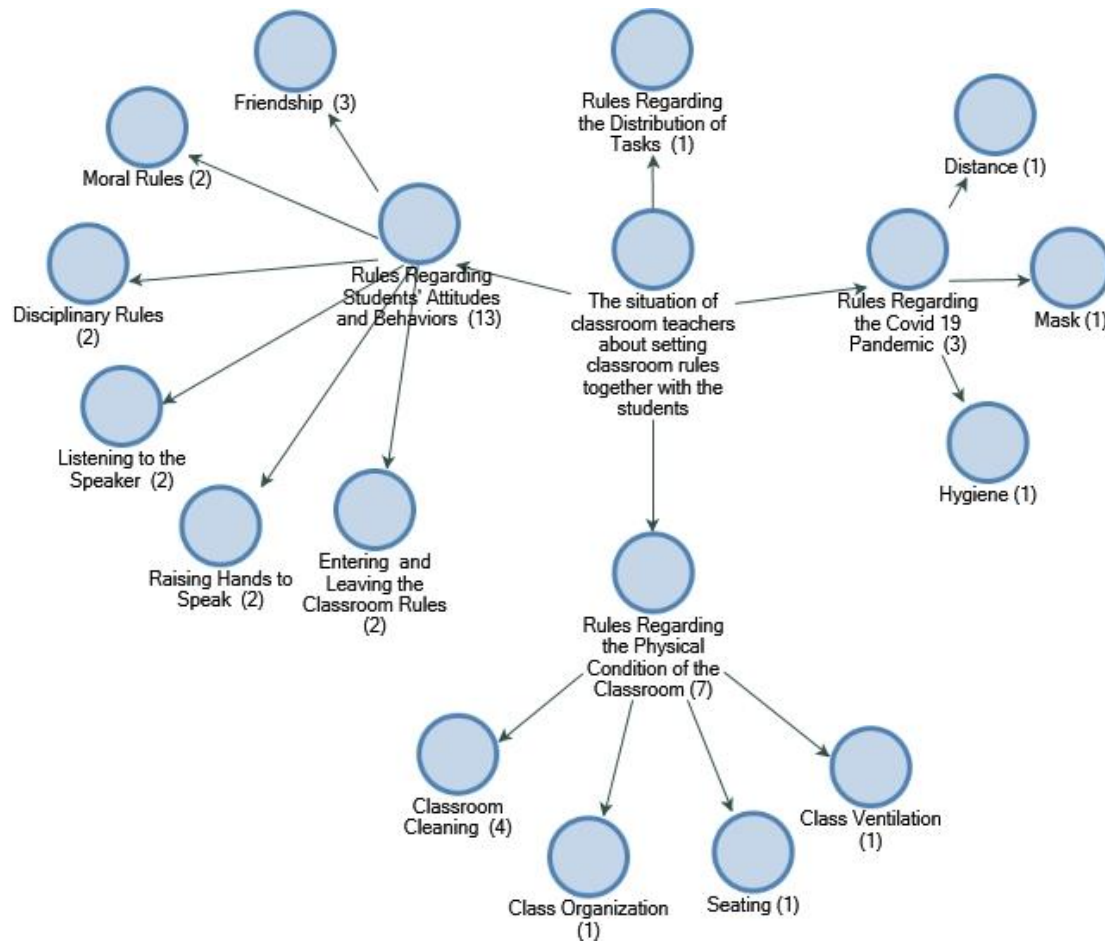 Friendship (3)
Moral Rules (2)
Disciplinary Rules
(2)
Listening to the
Speaker (2)
Raising Hands to
Speak (2)
Entering and
Leaving the
Classroom Rules
(2)
Rules Regarding
Students' Attitudes
and Behaviors (13)
Rules Regarding
the Distribution of
Tasks (1)
The situation of
classroom teachers
about setting
classroom rules
together with the
students
Distance (1)
Rules Regarding
the Covid 19
Pandemic (3)
Mask (1)
Hygiene (1)
Rules Regarding
the Physical
Condition of the
Classroom (7)
Classroom
Cleaning (4)
Class Organization
(1)
Seating (1)
Class Ventilation
(1)